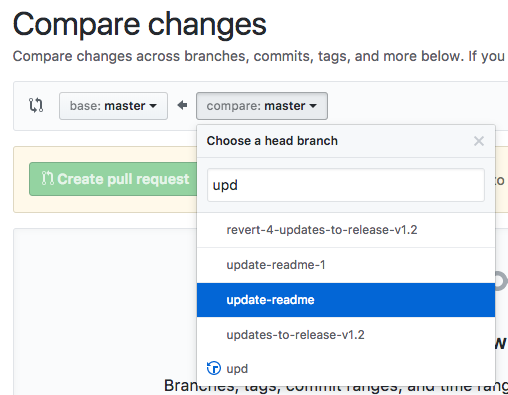 Compare changes
Compare changes across branches, commits, tags, and more below. If you
base: master
compare: master
Choose a head branch
upd
Create pull request
to
revert-4-updates-to-release-v1.2
update-readme-1
update-readme
updates-to-release-v1.2
w
upd
Branches, tags, commit ranges, and time rang